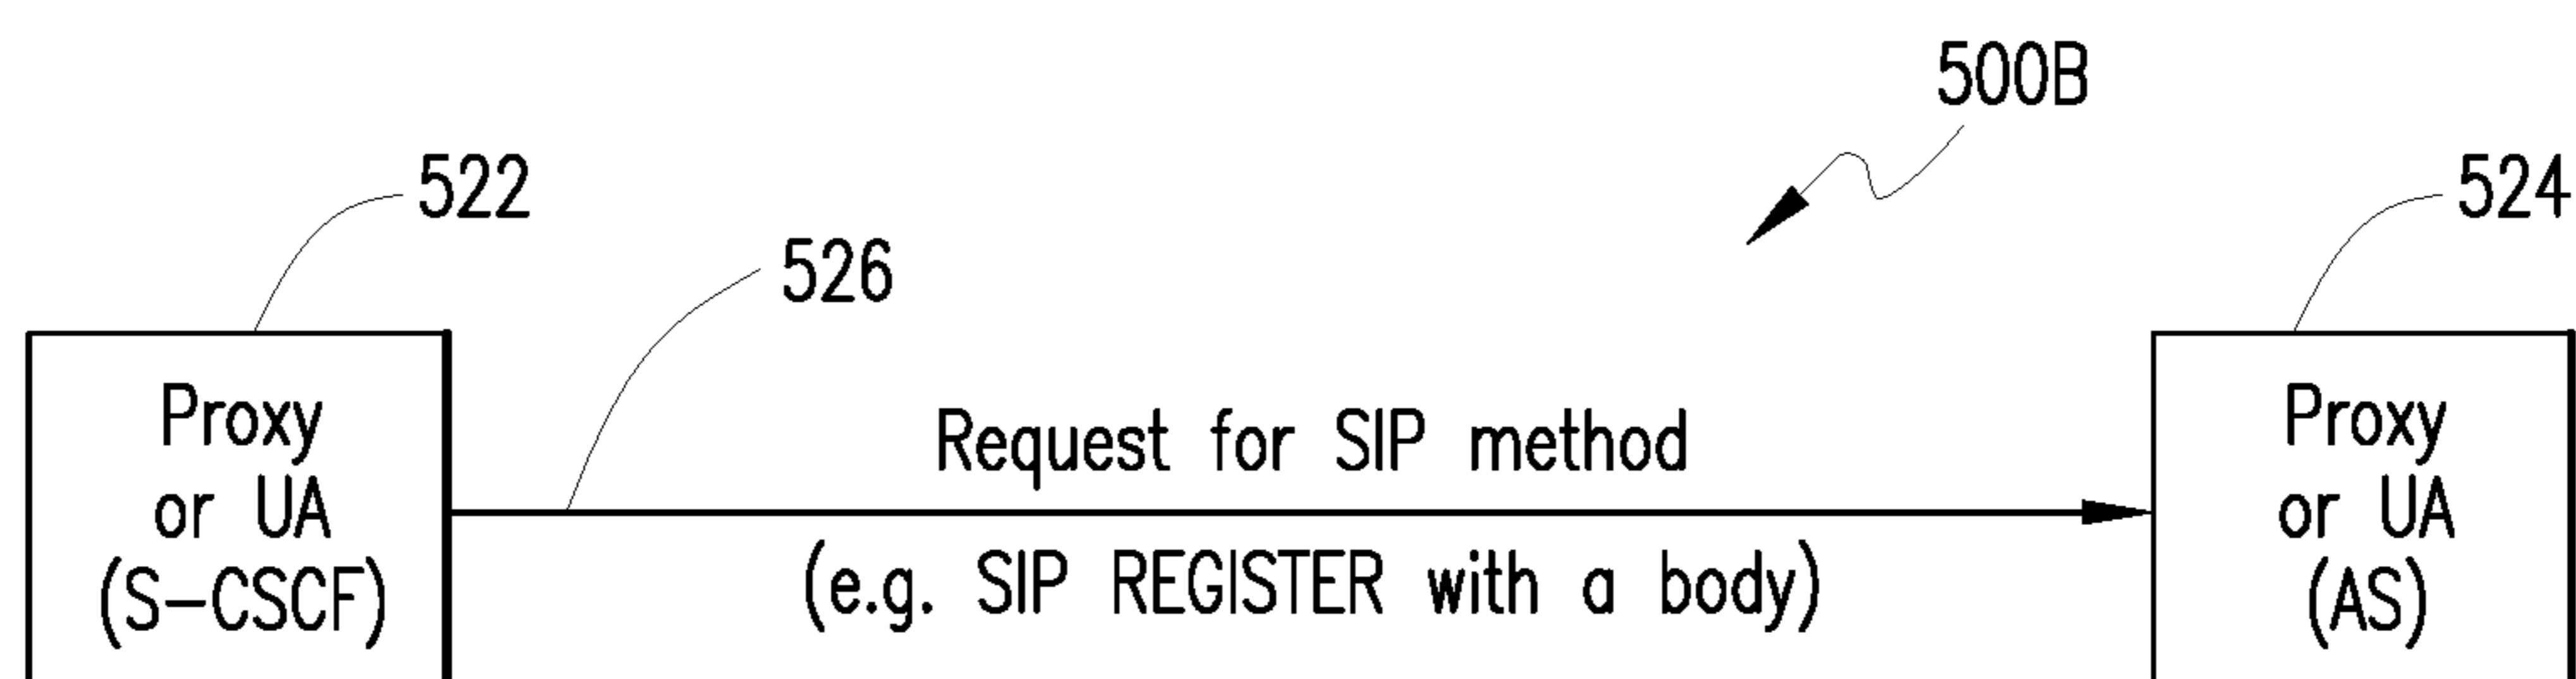 500B
522
524
526
Proxy
or UA
(S-CSCF)
Request for SIP method
(e.g. SIP REGISTER with a body)
Proxy
or UA
(AS)